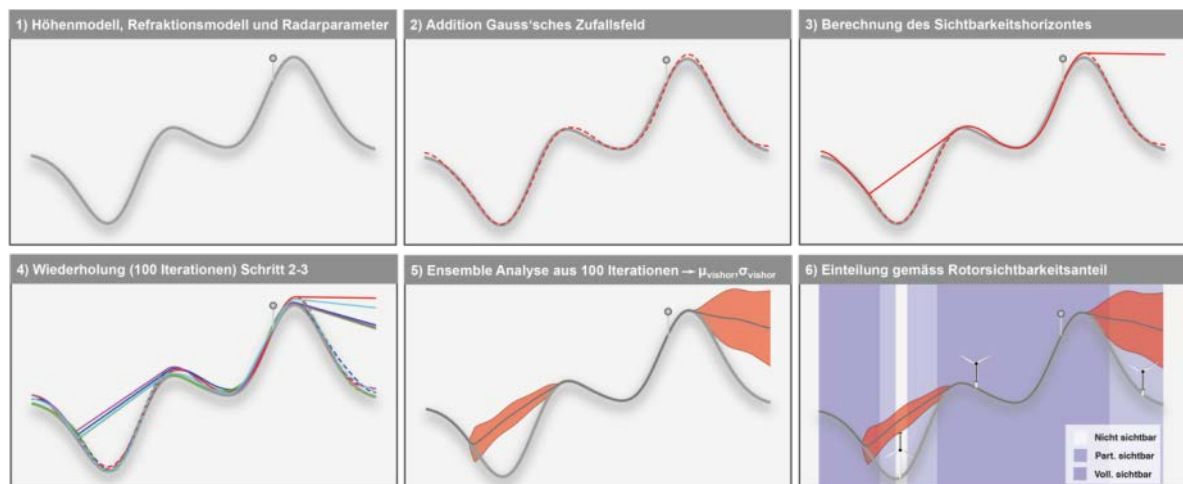 1) Höhenmodell, Refraktionsmodell und Radarparameter
2) Addition Gauss'sches Zufallsfeld
3) Berechnung des Sichtbarkeitshorizontes
4) Wiederholung (100 Iterationen) Schritt 2-3
5) Ensemble Analyse aus 100 Iterationen → μvishor,σvishor
6) Einteilung gemäss Rotorsichtbarkeitsanteil
Nicht sichtbar
Part. sichtbar
Voll. sichtbar